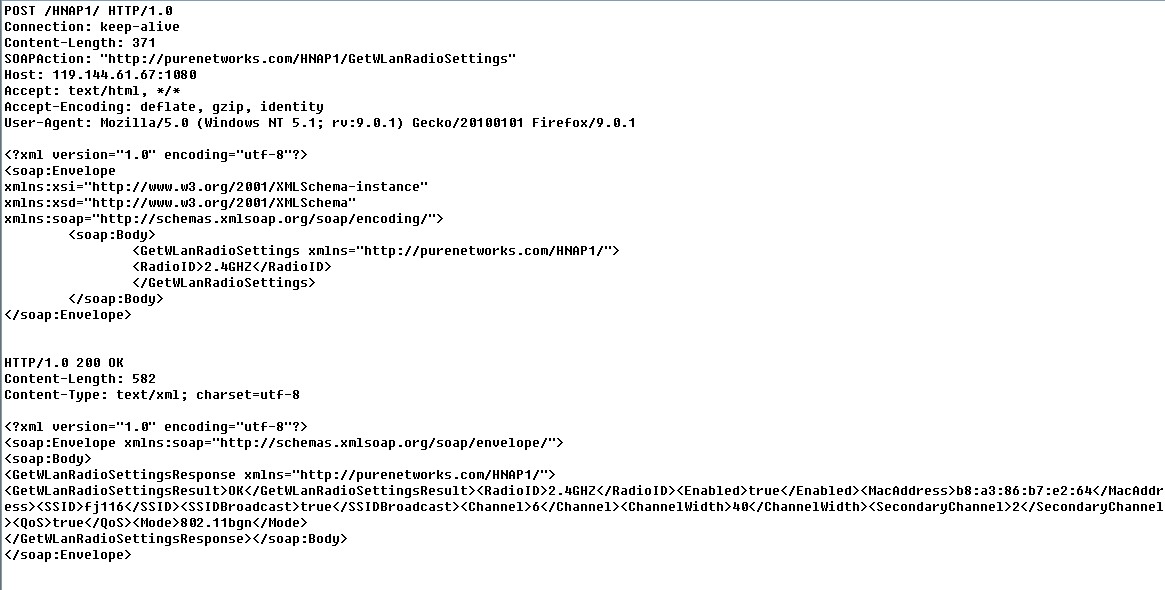 POST /HNAP1/ HTTP/1.0
Connection: keep-alive
Content-Length: 371
SOAPAction: "http://purenetworks.com/HNAP1/GetWLanRadioSettings"
Host: 119.144.61.67:1080
Accept: text/html, */*
Accept-Encoding: deflate, gzip, identity
User-Agent: Mozilla/5.0 (Windows NT 5.1; rv:9.0.1) Gecko/20100101 Firefox/9.0.1
<?xml version="1.0" encoding="utf-8"?>
<soap:Envelope
xmlns:xsi="http://www.w3.org/2001/XMLSchema-instance"
xmlns:xsd="http://www.w3.org/2001/XMLSchema"
xmlns:soap="http://schemas.xmlsoap.org/soap/encoding/">
<soap:Body>
<GetWLanRadioSettings xmlns="http://purenetworks.com/HNAP1/">
<RadioID>2.4GHZ</RadioID>
</GetWLanRadioSettings>
</soap:Body>
</soap:Envelope>
HTTP/1.0 200 OK
Content-Length: 582
Content-Type: text/xml; charset=utf-8
<?xml version="1.0" encoding="utf-8"?>
<soap:Envelope xmlns:soap="http://schemas.xmlsoap.org/soap/envelope/">
<soap:Body>
<GetWLanRadioSettingsResponse xmlns="http://purenetworks.com/HNAP1/">
<GetWLanRadioSettingsResult>OK</GetWLanRadioSettingsResult><RadioID>2.4GHZ</RadioID><Enabled>true</Enabled><MacAddress>b8:a3:86:b7:e2:64</MacAddr
ess><SSID>fj116</SSID><SSIDBroadcast>true</SSIDBroadcast><Channel>6</Channel><ChannelWidth>40</ChannelWidth><SecondaryChannel>2</SecondaryChannel
><QoS>true</QoS><Mode>802.11bgn</Mode>
</GetWLanRadioSettingsResponse></soap:Body>
</soap:Envelope>